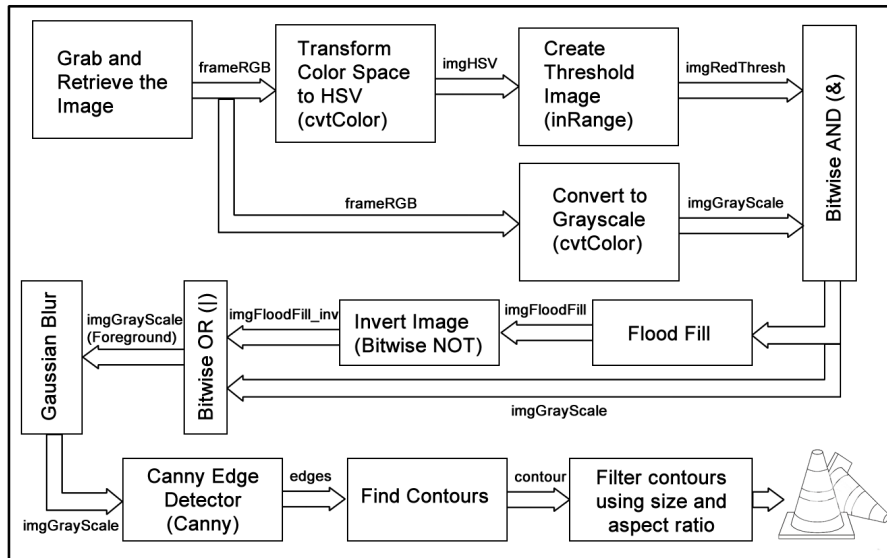 Grab and
Retrieve the
Image
frameRGB
Transform
Color Space
to HSV
(cvtColor)
imgHSV
Create
Threshold
Image
(inRange)
imgRedThresh
Bitwise AND (&)
frameRGB
Convert to
Grayscale
(cvtColor)
imgGrayScale
Flood Fill
imgFloodFill
Invert Image
(Bitwise NOT)
imgFloodFill_inv
Bitwise OR (|)
imgGrayScale
imgGrayScale
(Foreground)
Gaussian Blur
imgGrayScale
Canny Edge
Detector
(Canny)
edges
Find Contours
contour
Filter contours
using size and
aspect ratio